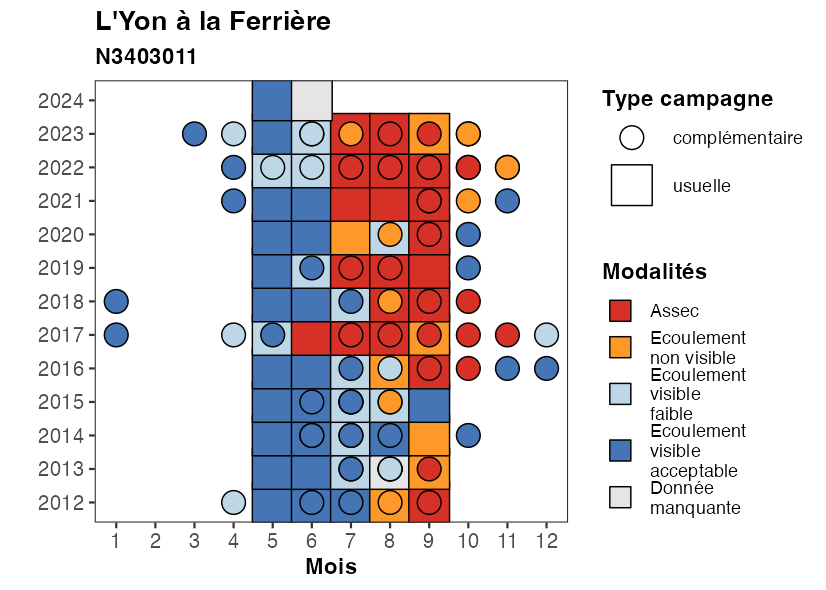 L'Yon à la Ferrière
N3403011
2024
2023
2022
2021
2020
2019
2018
2017
2016
2015
2014
2013
2012
1 2 3 4 5 6 7 8 9 10 11 12
Mois
Type campagne
complémentaire
usuelle
Modalités
Assec
Ecoulement
non visible
Ecoulement
visible
faible
Ecoulement
visible
acceptable
Donnée
manquante